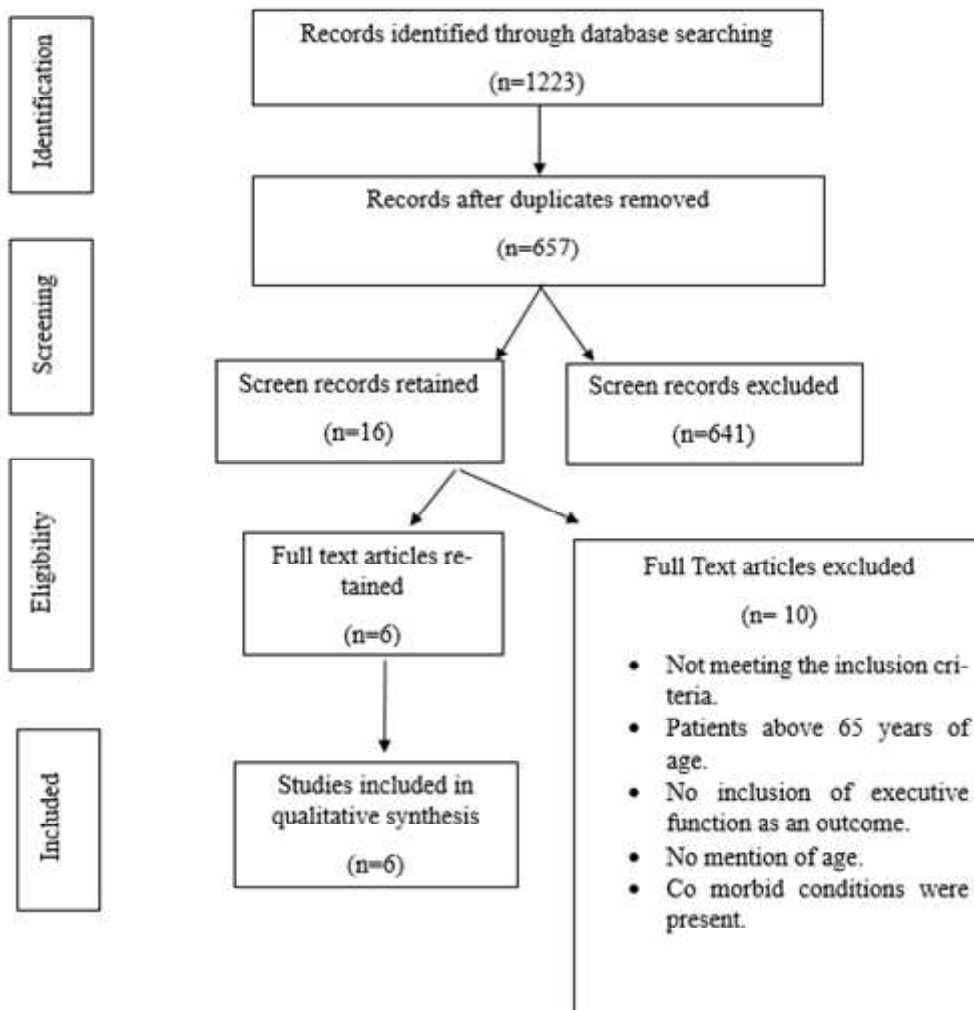 Identification
Records identified through database searching
(n=1223)
Records after duplicates removed
(n=657)
Screening
Screen records retained
(n=16)
Screen records excluded
(n=641)
Eligibility
Full text articles re-
tained
(n=6)
Full Text articles excluded
(n= 10)
• Not meeting the inclusion cri-
teria.
• Patients above 65 years of
age.
• No inclusion of executive
function as an outcome.
• No mention of age.
• Co morbid conditions were
present.
Included
Studies included in
qualitative synthesis
(n=6)